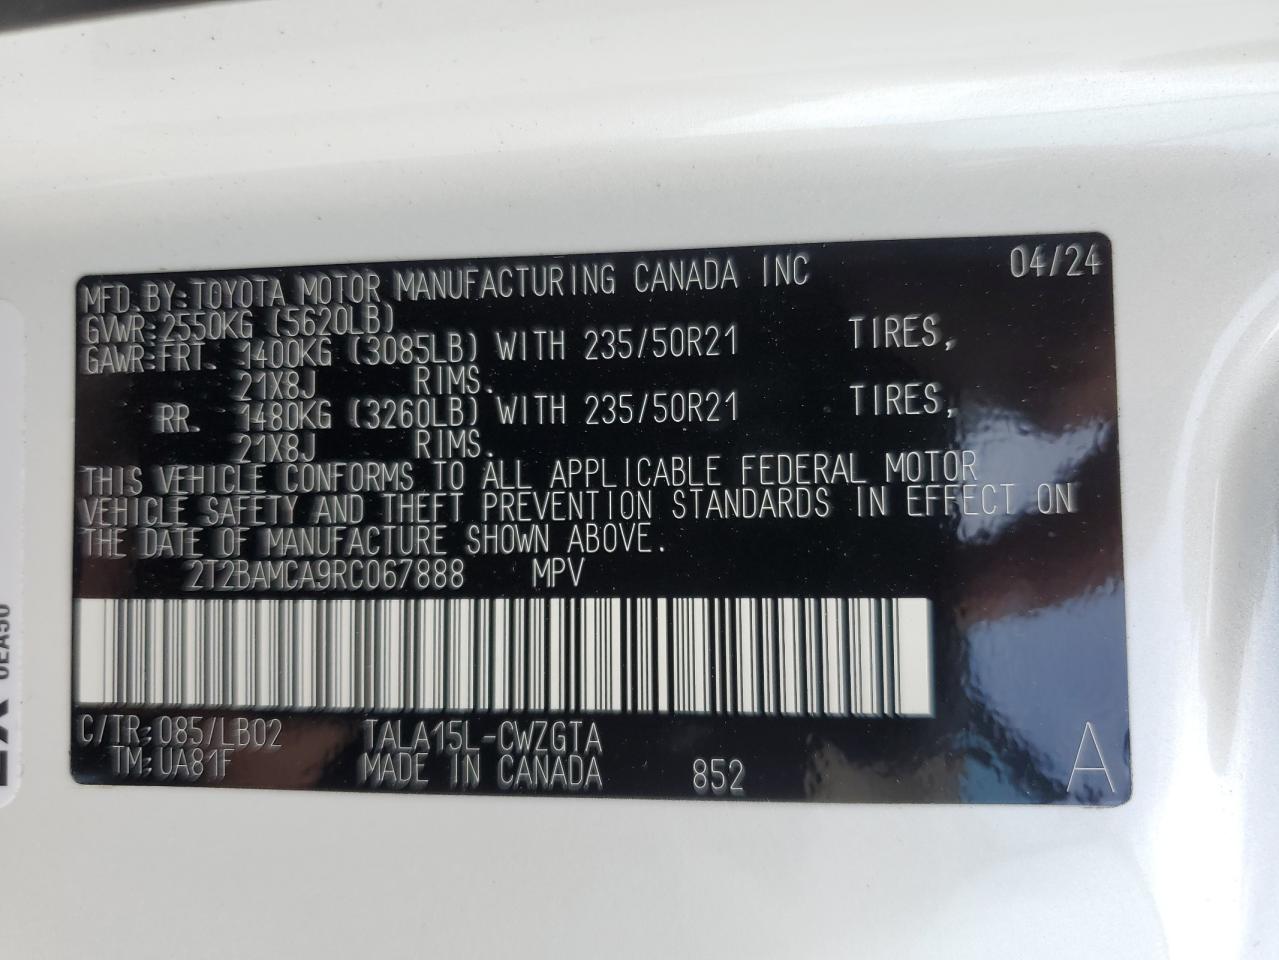 MFD. BY: TOYOTA MOTOR MANUFACTURING CANADA INC 04/24
GVWR: 2550KG (5620LB)
GAWR: FRT. 1400KG (3085LB) WITH 235/50R21 TIRES,
21X8J RIMS.
RR. 1480KG (3260LB) WITH 235/50R21 TIRES,
21X8J RIMS.
THIS VEHICLE CONFORMS TO ALL APPLICABLE FEDERAL MOTOR
VEHICLE SAFETY AND THEFT PREVENTION STANDARDS IN EFFECT ON
THE DATE OF MANUFACTURE SHOWN ABOVE.
2T2BAMCA9RC067888 MPV
C/TR: 085/LB02 TALA15L-CWZGTA
TM: UA81F MADE IN CANADA 852 A